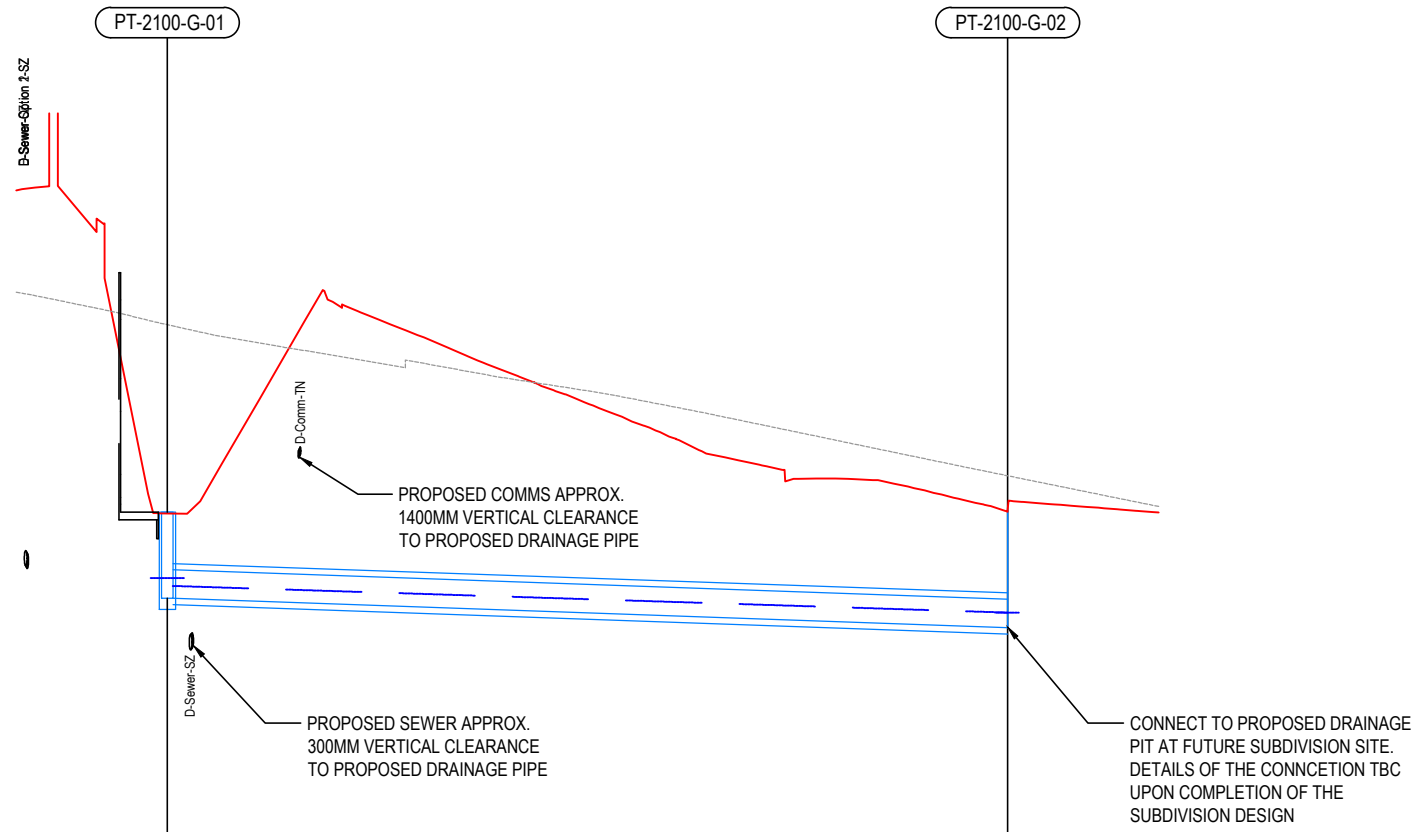 PT-2100-G-01
PT-2100-G-02
D-Comm-TN
PROPOSED COMMS APPROX.
1400MM VERTICAL CLEARANCE
TO PROPOSED DRAINAGE PIPE
D-Sewer-SZ
PROPOSED SEWER APPROX.
300MM VERTICAL CLEARANCE
TO PROPOSED DRAINAGE PIPE
CONNECT TO PROPOSED DRAINAGE
PIT AT FUTURE SUBDIVISION SITE.
DETAILS OF THE CONNCETION TBC
UPON COMPLETION OF THE
SUBDIVISION DESIGN